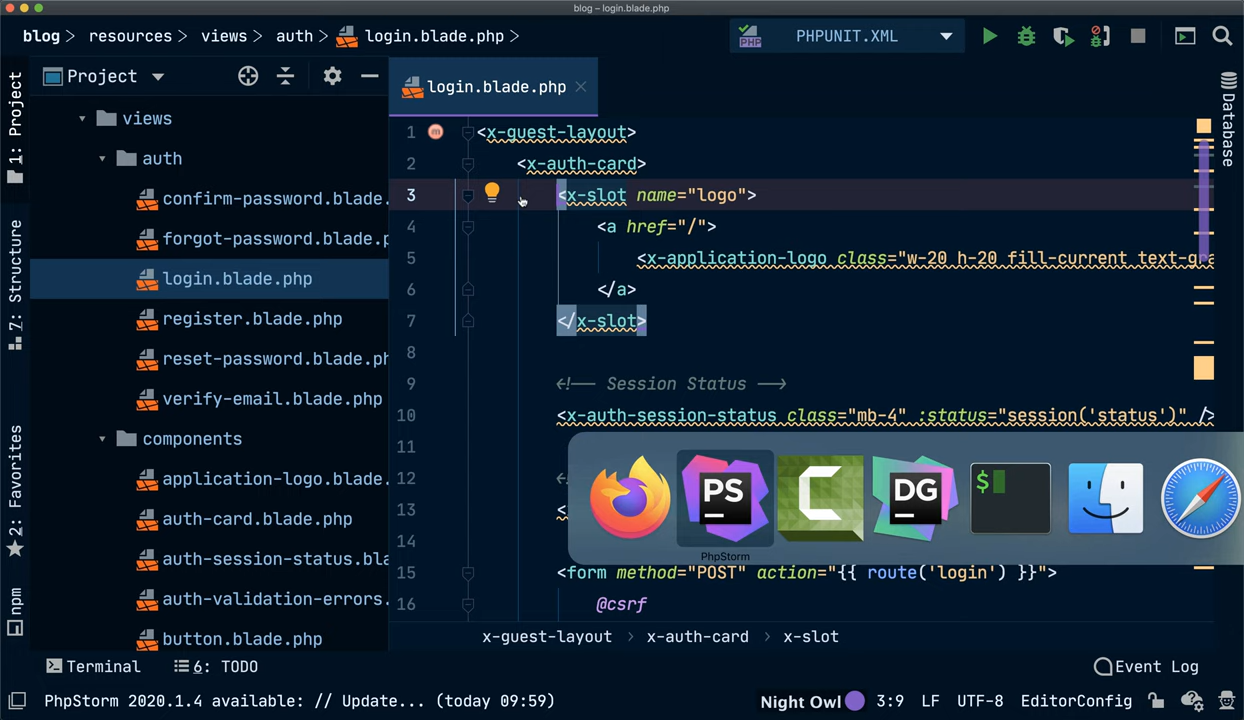 blog – login.blade.php
blog > resources > views > auth > login.blade.php >
PHPUNIT.XML
Project
login.blade.php
1: Project
7: Structure
2: Favorites
npm
Database
views
auth
confirm-password.blade.
forgot-password.blade.p
login.blade.php
register.blade.php
reset-password.blade.ph
verify-email.blade.php
components
application-logo.blade.
auth-card.blade.php
auth-session-status.bla
auth-validation-errors.
button.blade.php
1 <x-guest-layout>
2 <x-auth-card>
3 <x-slot name="logo">
4 <a href="/">
5 <x-application-logo class="w-20 h-20 fill-current text-gra
6 </a>
7 </x-slot>
8
9 <!-- Session Status -->
10 <x-auth-session-status class="mb-4" :status="session('status')" />
11
12 <
13 <
14
15 <form method="POST" action="{{ route('login') }}">
16 @csrf
PS
C
DG
$
PhpStorm
x-guest-layout > x-auth-card > x-slot
Terminal
6: TODO
Event Log
PhpStorm 2020.1.4 available: // Update... (today 09:59)
Night Owl
3:9 LF UTF-8 EditorConfig